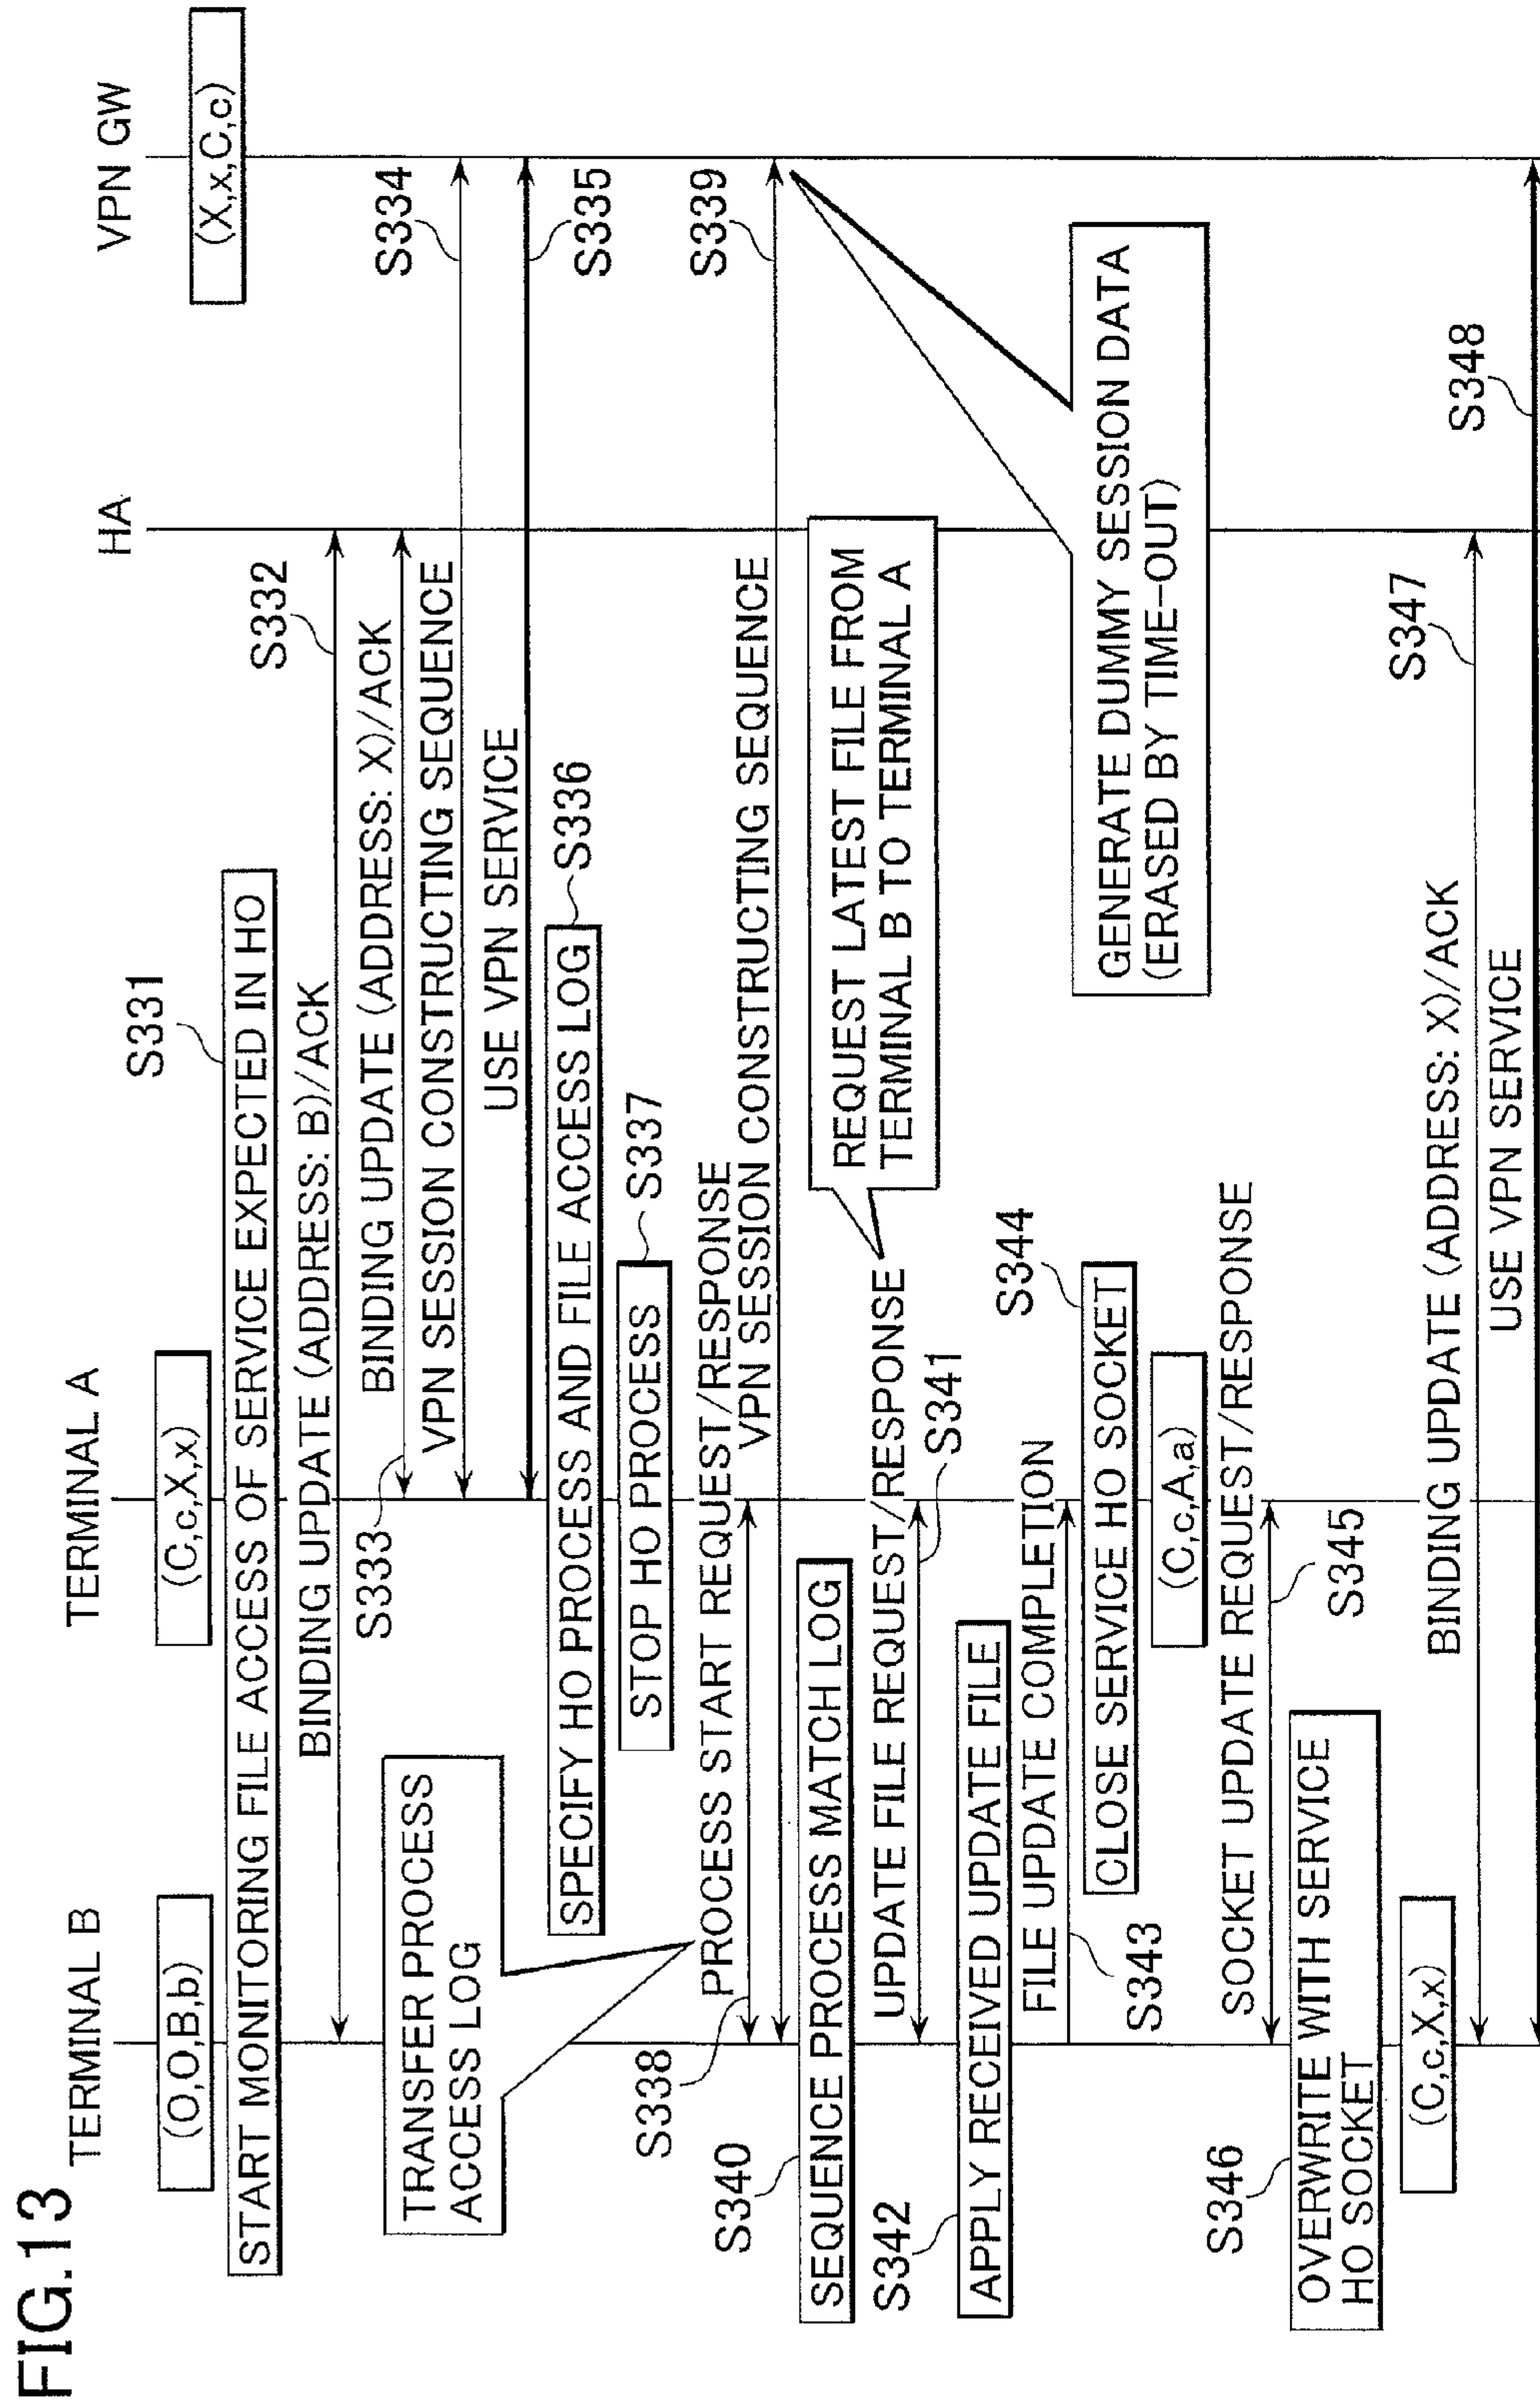 FIG.13
TERMINAL B
TERMINAL A
HA
VPN GW
(O,O,B,b)
(C,c,X,x)
(X,x,C,c)
S331
START MONITORING FILE ACCESS OF SERVICE EXPECTED IN HO
BINDING UPDATE (ADDRESS: B)/ACK
S332
S333
BINDING UPDATE (ADDRESS: X)/ACK
VPN SESSION CONSTRUCTING SEQUENCE
S334
USE VPN SERVICE
S335
TRANSFER PROCESS
ACCESS LOG
SPECIFY HO PROCESS AND FILE ACCESS LOG
S336
STOP HO PROCESS
S337
S338
PROCESS START REQUEST/RESPONSE
VPN SESSION CONSTRUCTING SEQUENCE
S339
S340
SEQUENCE PROCESS MATCH LOG
REQUEST LATEST FILE FROM
TERMINAL B TO TERMINAL A
UPDATE FILE REQUEST/RESPONSE
S341
S342
APPLY RECEIVED UPDATE FILE
FILE UPDATE COMPLETION
S343
S344
CLOSE SERVICE HO SOCKET
GENERATE DUMMY SESSION DATA
(ERASED BY TIME-OUT)
(C,c,A,a)
SOCKET UPDATE REQUEST/RESPONSE
S345
S346
OVERWRITE WITH SERVICE
HO SOCKET
(C,c,X,x)
BINDING UPDATE (ADDRESS: X)/ACK
S347
USE VPN SERVICE
S348